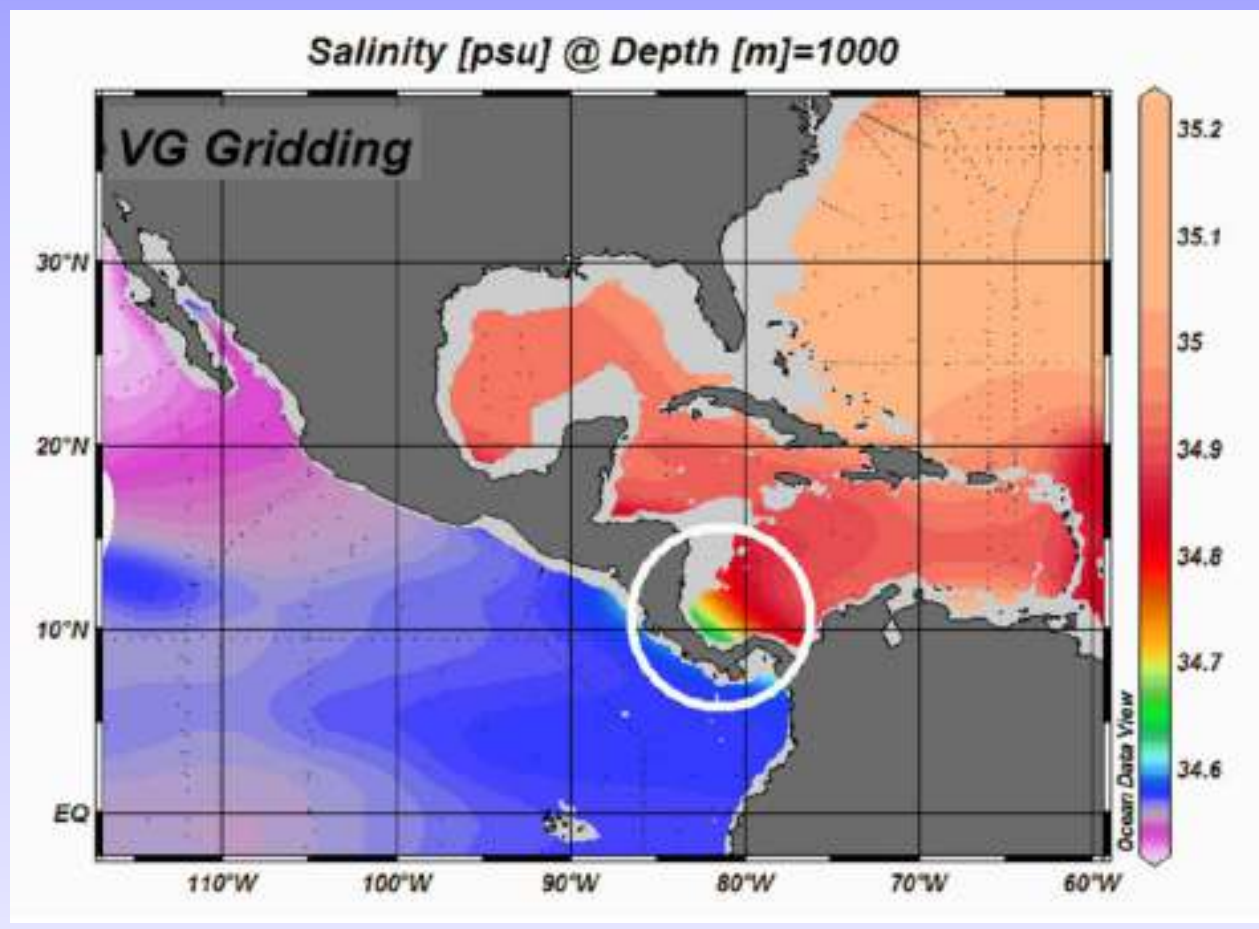 Salinity [psu] @ Depth [m]=1000
VG Gridding
35.2
35.1
35
34.9
34.8
34.7
34.6
30°N
20°N
10°N
EQ
110°W
100°W
90°W
80°W
70°W
60°W
Ocean Data View